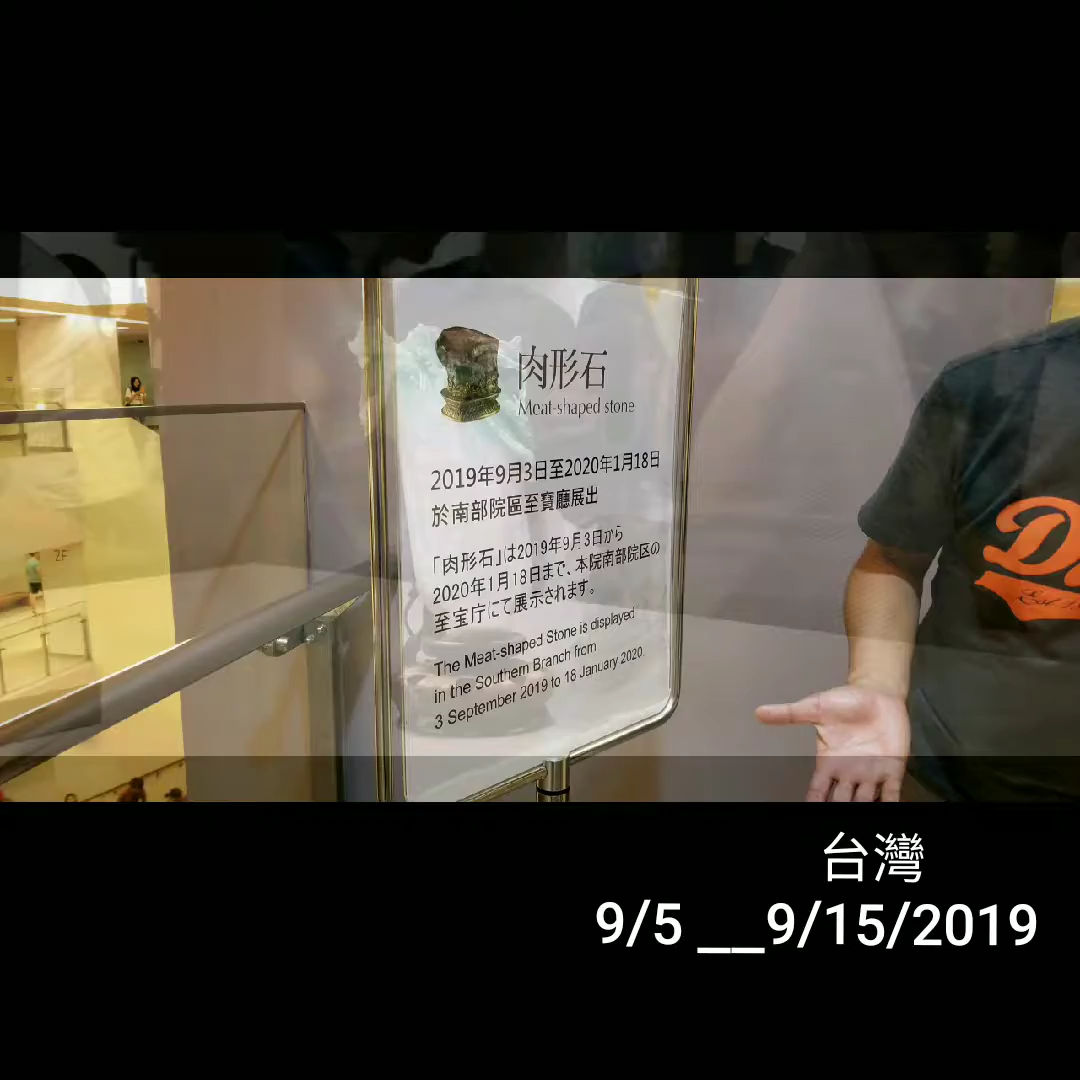 肉形石
Meat-shaped stone
2019年9月3日至2020年1月18日
於南部院區至寶廳展出
「肉形石」は2019年9月3日から
2020年1月18日まで、本院南部院区の
至宝庁にて展示されます。
The Meat-shaped Stone is displayed
in the Southern Branch from
3 September 2019 to 18 January 2020.
2F
台灣
9/5 __9/15/2019